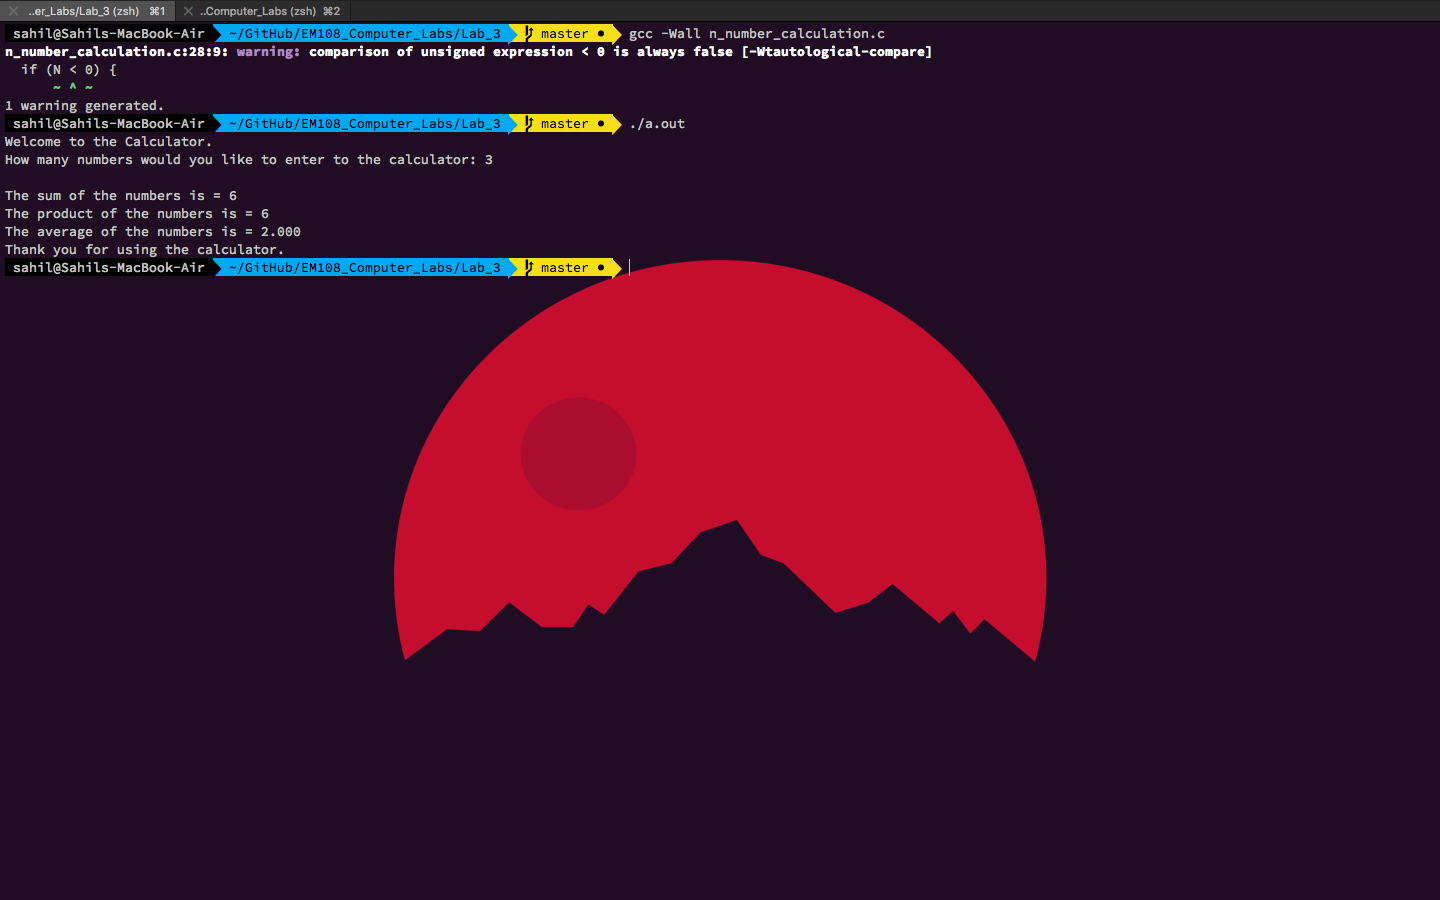 ..er_Labs/Lab_3 (zsh) ⌘1 ..Computer_Labs (zsh) ⌘2
sahil@Sahils-MacBook-Air ~/GitHub/EM108_Computer_Labs/Lab_3 master ● gcc -Wall n_number_calculation.c
n_number_calculation.c:28:9: warning: comparison of unsigned expression < 0 is always false [-Wtautological-compare]
  if (N < 0) {
      ~ ^ ~
1 warning generated.
sahil@Sahils-MacBook-Air ~/GitHub/EM108_Computer_Labs/Lab_3 master ● ./a.out
Welcome to the Calculator.
How many numbers would you like to enter to the calculator: 3
The sum of the numbers is = 6
The product of the numbers is = 6
The average of the numbers is = 2.000
Thank you for using the calculator.
sahil@Sahils-MacBook-Air ~/GitHub/EM108_Computer_Labs/Lab_3 master ●